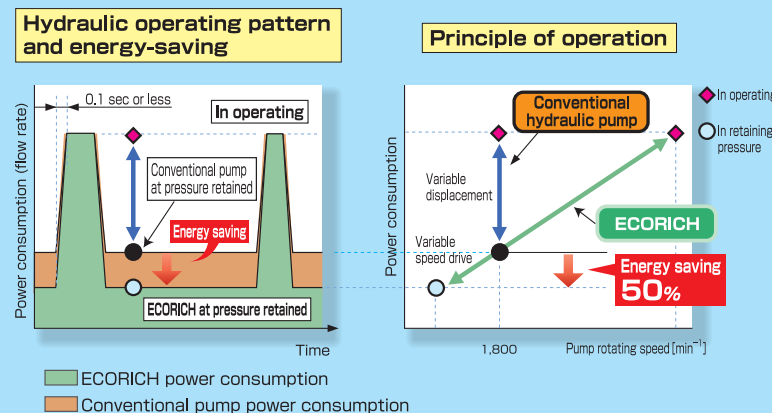 Hydraulic operating pattern
and energy-saving
Principle of operation
Power consumption (flow rate)
0.1 sec or less
In operating
Conventional pump
at pressure retained
Energy saving
ECORICH at pressure retained
Time
ECORICH power consumption
Conventional pump power consumption
Power consumption
Conventional
hydraulic pump
In operating
In retaining
pressure
Variable
displacement
Variable
speed drive
ECORICH
Energy saving
50%
1,800
Pump rotating speed [min⁻¹]